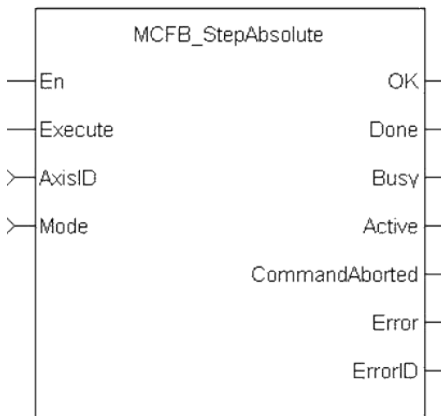 MCFB_StepAbsolute
En
OK
Execute
Done
AxisID
Busy
Mode
Active
CommandAborted
Error
ErrorID